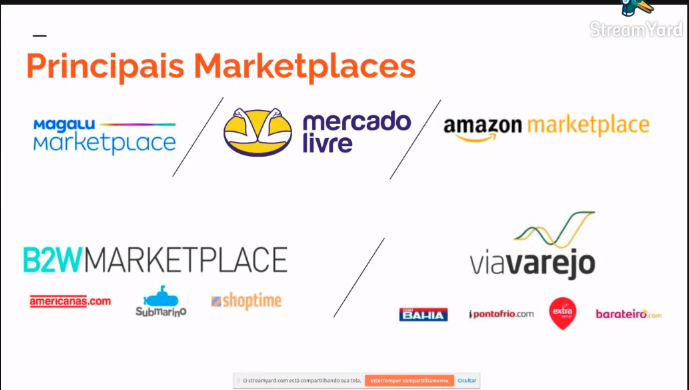 StreamYard
Principais Marketplaces
Magalu
Marketplace
mercado
livre
amazon marketplace
B2WMARKETPLACE
viavarejo
americanas.com
Submarino
shoptime
BAHIA
pontofrio.com
extra
barateiro.com
O streamyard.com está compartilhando sua tela.
Interromper compartilhamento
Ocultar